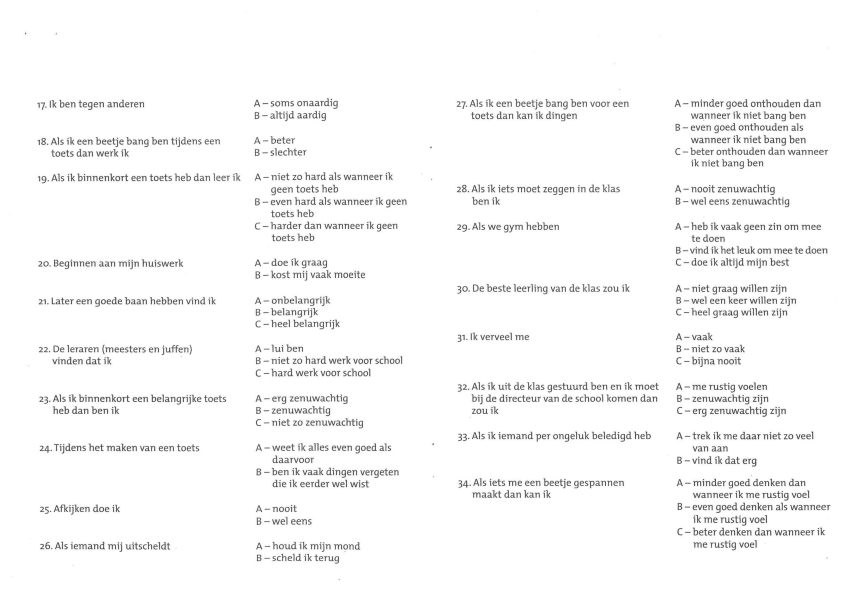 17. Ik ben tegen anderen
A – soms onaardig
B – altijd aardig
18. Als ik een beetje bang ben tijdens een
toets dan werk ik
A – beter
B – slechter
19. Als ik binnenkort een toets heb dan leer ik
A – niet zo hard als wanneer ik
geen toets heb
B – even hard als wanneer ik geen
toets heb
C – harder dan wanneer ik geen
toets heb
20. Beginnen aan mijn huiswerk
A – doe ik graag
B – kost mij vaak moeite
21. Later een goede baan hebben vind ik
A – onbelangrijk
B – belangrijk
C – heel belangrijk
22. De leraren (meesters en juffen)
vinden dat ik
A – lui ben
B – niet zo hard werk voor school
C – hard werk voor school
23. Als ik binnenkort een belangrijke toets
heb dan ben ik
A – erg zenuwachtig
B – zenuwachtig
C – niet zo zenuwachtig
24. Tijdens het maken van een toets
A – weet ik alles even goed als
daarvoor
B – ben ik vaak dingen vergeten
die ik eerder wel wist
25. Afkijken doe ik
A – nooit
B – wel eens
26. Als iemand mij uitscheldt
A – houd ik mijn mond
B – scheld ik terug
27. Als ik een beetje bang ben voor een
toets dan kan ik dingen
A – minder goed onthouden dan
wanneer ik niet bang ben
B – even goed onthouden als
wanneer ik niet bang ben
C – beter onthouden dan wanneer
ik niet bang ben
28. Als ik iets moet zeggen in de klas
ben ik
A – nooit zenuwachtig
B – wel eens zenuwachtig
29. Als we gym hebben
A – heb ik vaak geen zin om mee
te doen
B – vind ik het leuk om mee te doen
C – doe ik altijd mijn best
30. De beste leerling van de klas zou ik
A – niet graag willen zijn
B – wel een keer willen zijn
C – heel graag willen zijn
31. Ik verveel me
A – vaak
B – niet zo vaak
C – bijna nooit
32. Als ik uit de klas gestuurd ben en ik moet
bij de directeur van de school komen dan
zou ik
A – me rustig voelen
B – zenuwachtig zijn
C – erg zenuwachtig zijn
33. Als ik iemand per ongeluk beledigd heb
A – trek ik me daar niet zo veel
van aan
B – vind ik dat erg
34. Als iets me een beetje gespannen
maakt dan kan ik
A – minder goed denken dan
wanneer ik me rustig voel
B – even goed denken als wanneer
ik me rustig voel
C – beter denken dan wanneer ik
me rustig voel